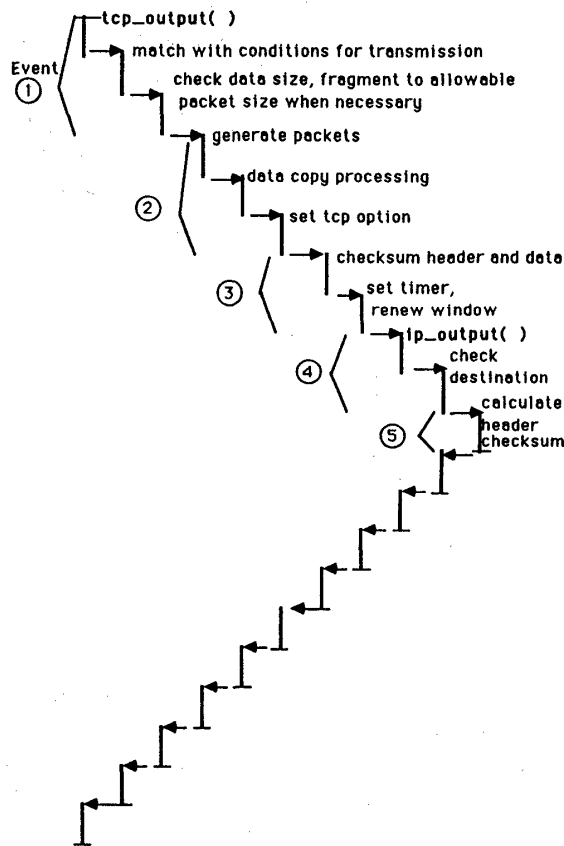 tcp_output( )
match with conditions for transmission
Event
①
check data size, fragment to allowable
packet size when necessary
generate packets
②
data copy processing
set tcp option
checksum header and data
③
set timer,
renew window
ip_output( )
④
check
destination
calculate
header
checksum
⑤